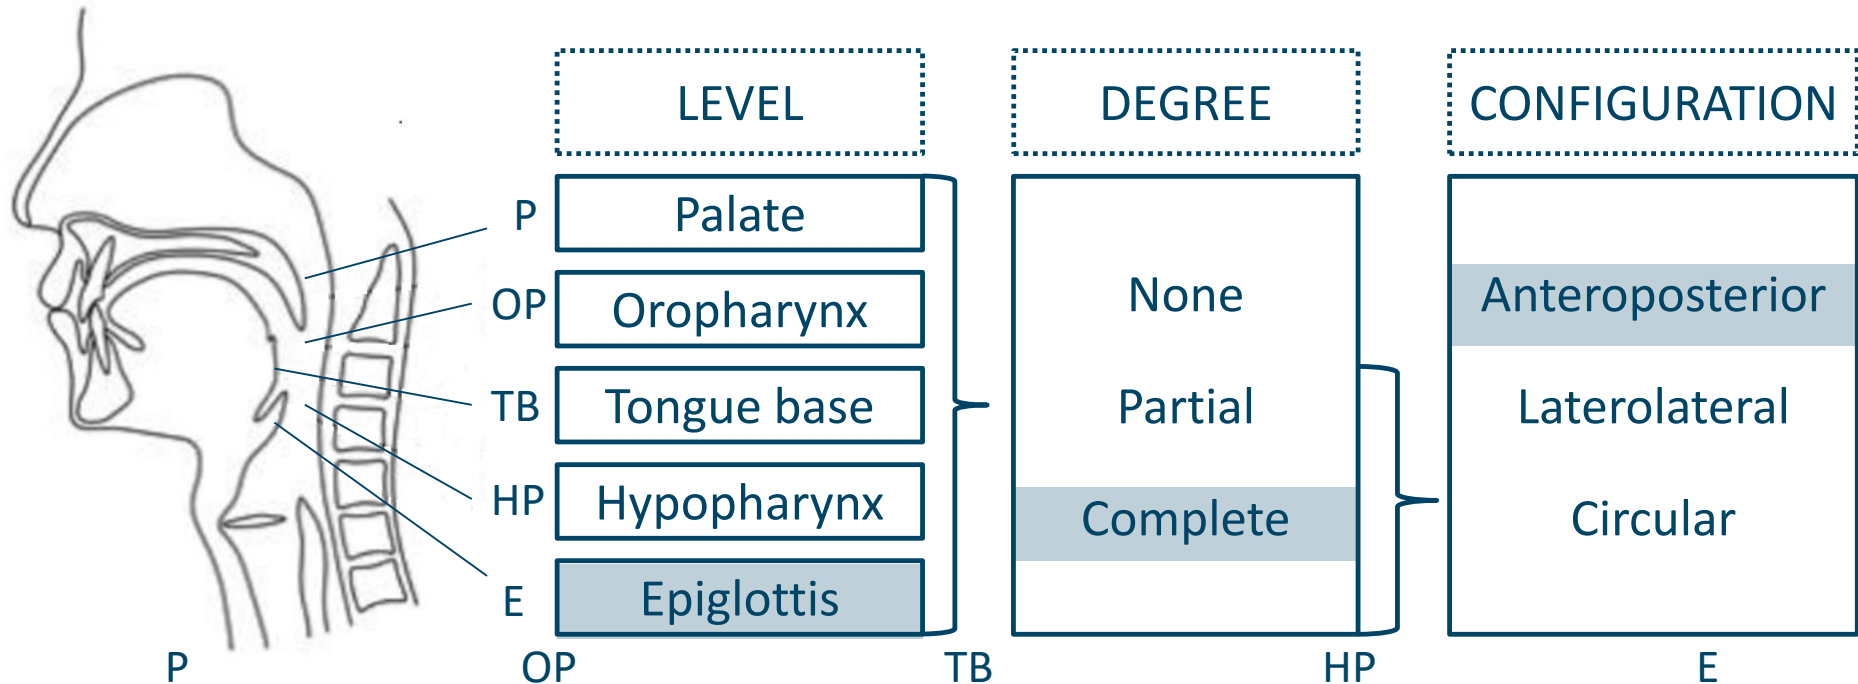 LEVEL
DEGREE
CONFIGURATION
P
Palate
OP
Oropharynx
TB
Tongue base
HP
Hypopharynx
E
Epiglottis
None
Partial
Complete
Anteroposterior
Laterolateral
Circular
P
OP
TB
HP
E